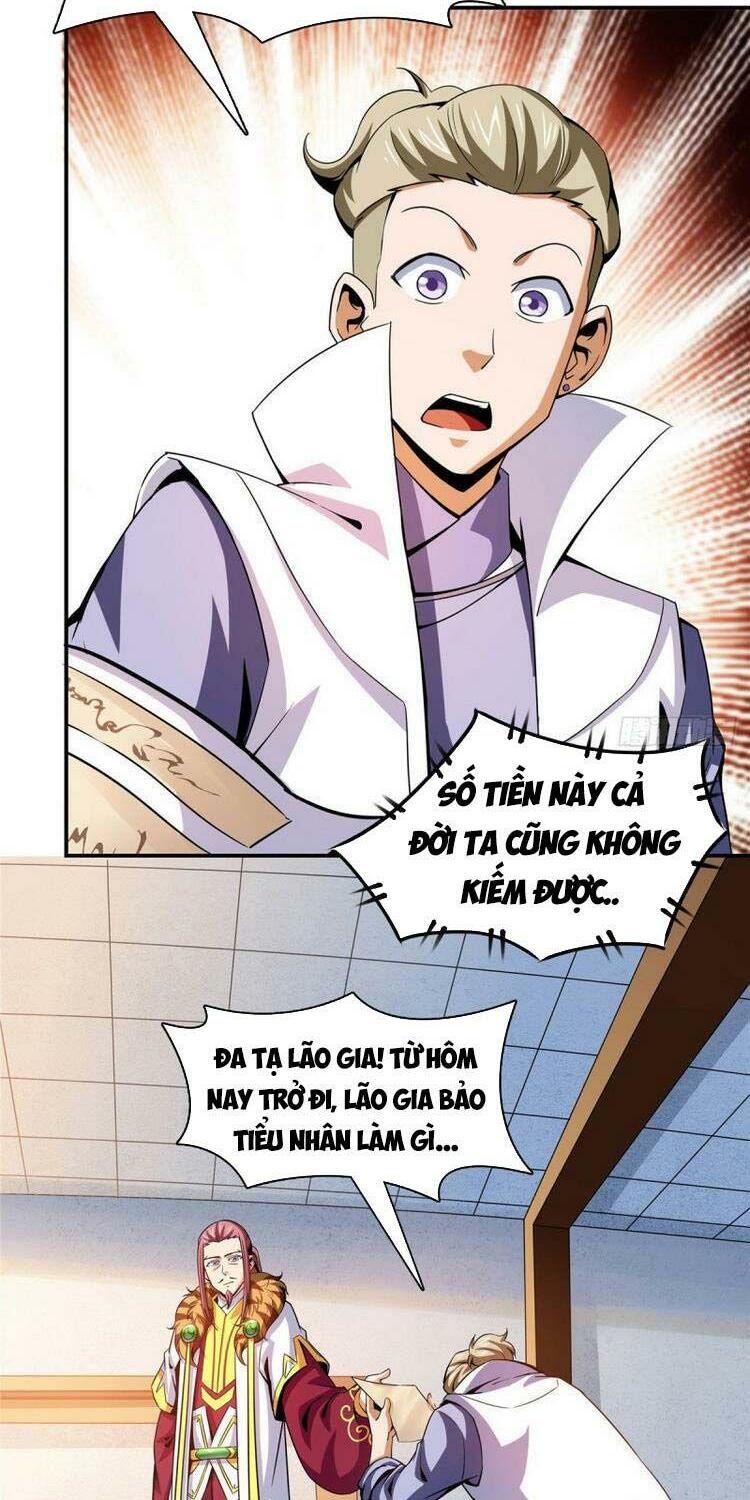 SỐ TIỀN NÀY CẢ
ĐỜI TA CŨNG KHÔNG
KIẾM ĐƯỢC..
ĐA TẠ LÃO GIA! TỪ HÔM
NAY TRỞ ĐI, LÃO GIA BẢO
TIỂU NHÂN LÀM GÌ...